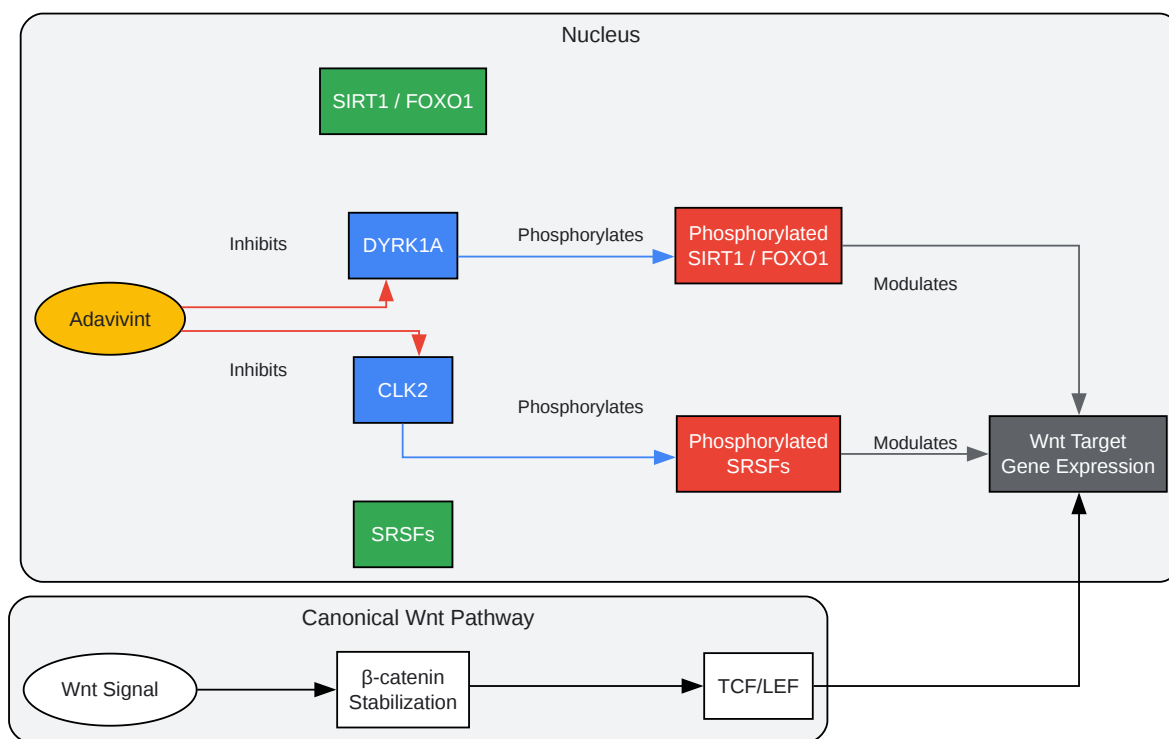 Nucleus
SIRT1 / FOXO1
Inhibits
DYRK1A
Phosphorylates
Phosphorylated
SIRT1 / FOXO1
Modulates
Adavivint
Inhibits
CLK2
Phosphorylates
Phosphorylated
SRSFs
Modulates
Wnt Target
Gene Expression
SRSFs
Canonical Wnt Pathway
Wnt Signal
β-catenin
Stabilization
TCF/LEF